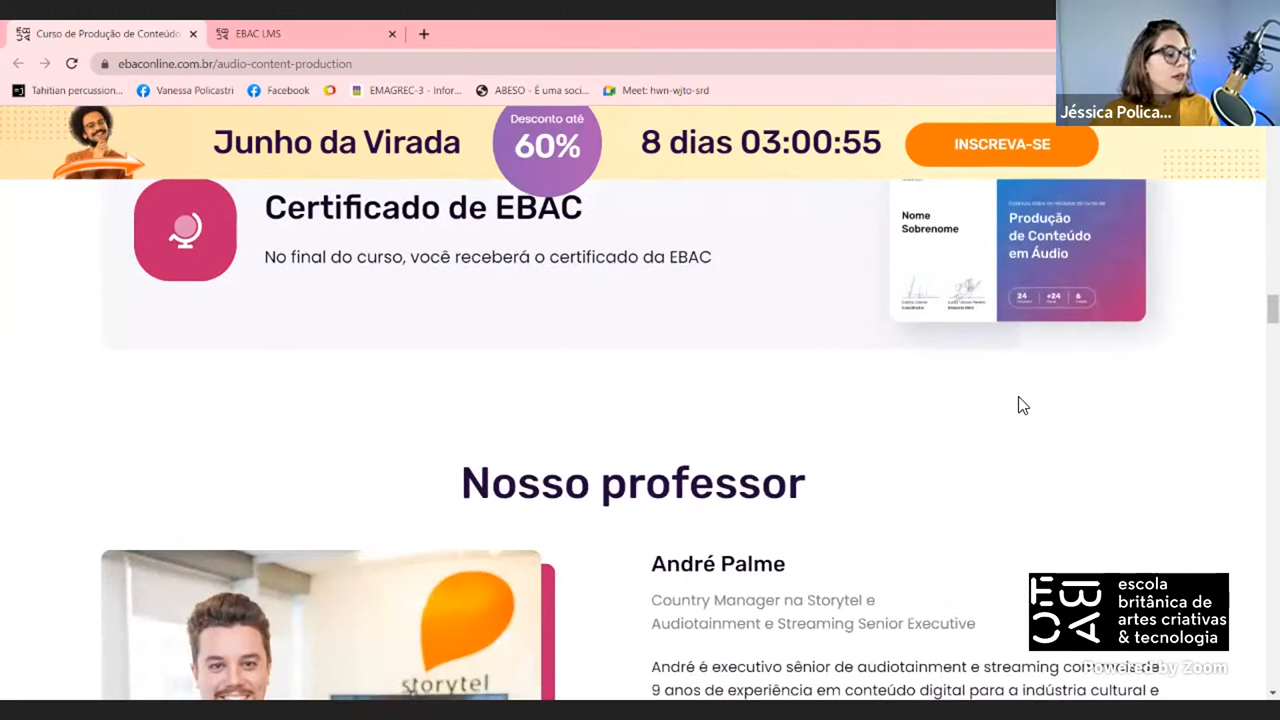 Curso de Produção de Conteúdo
EBAC LMS
ebaconline.com.br/audio-content-production
Tahitian percussion...
Vanessa Policastri
Facebook
EMAGREC-3 - Infor...
ABESO - É uma soci...
Meet: hwn-wjto-srd
Jéssica Polica...
Junho da Virada
Desconto até
60%
8 dias 03:00:55
INSCREVA-SE
Certificado de EBAC
No final do curso, você receberá o certificado da EBAC
Nome
Sobrenome
Produção
de Conteúdo
em Áudio
24
+24
6
Nosso professor
storytel
André Palme
Country Manager na Storytel e
Audiotainment e Streaming Senior Executive
André é executivo sênior de audiotainment e streaming com
9 anos de experiência em conteúdo digital para a indústria cultural e
EBAC
escola
britânica de
artes criativas
& tecnologia
Powered by Zoom